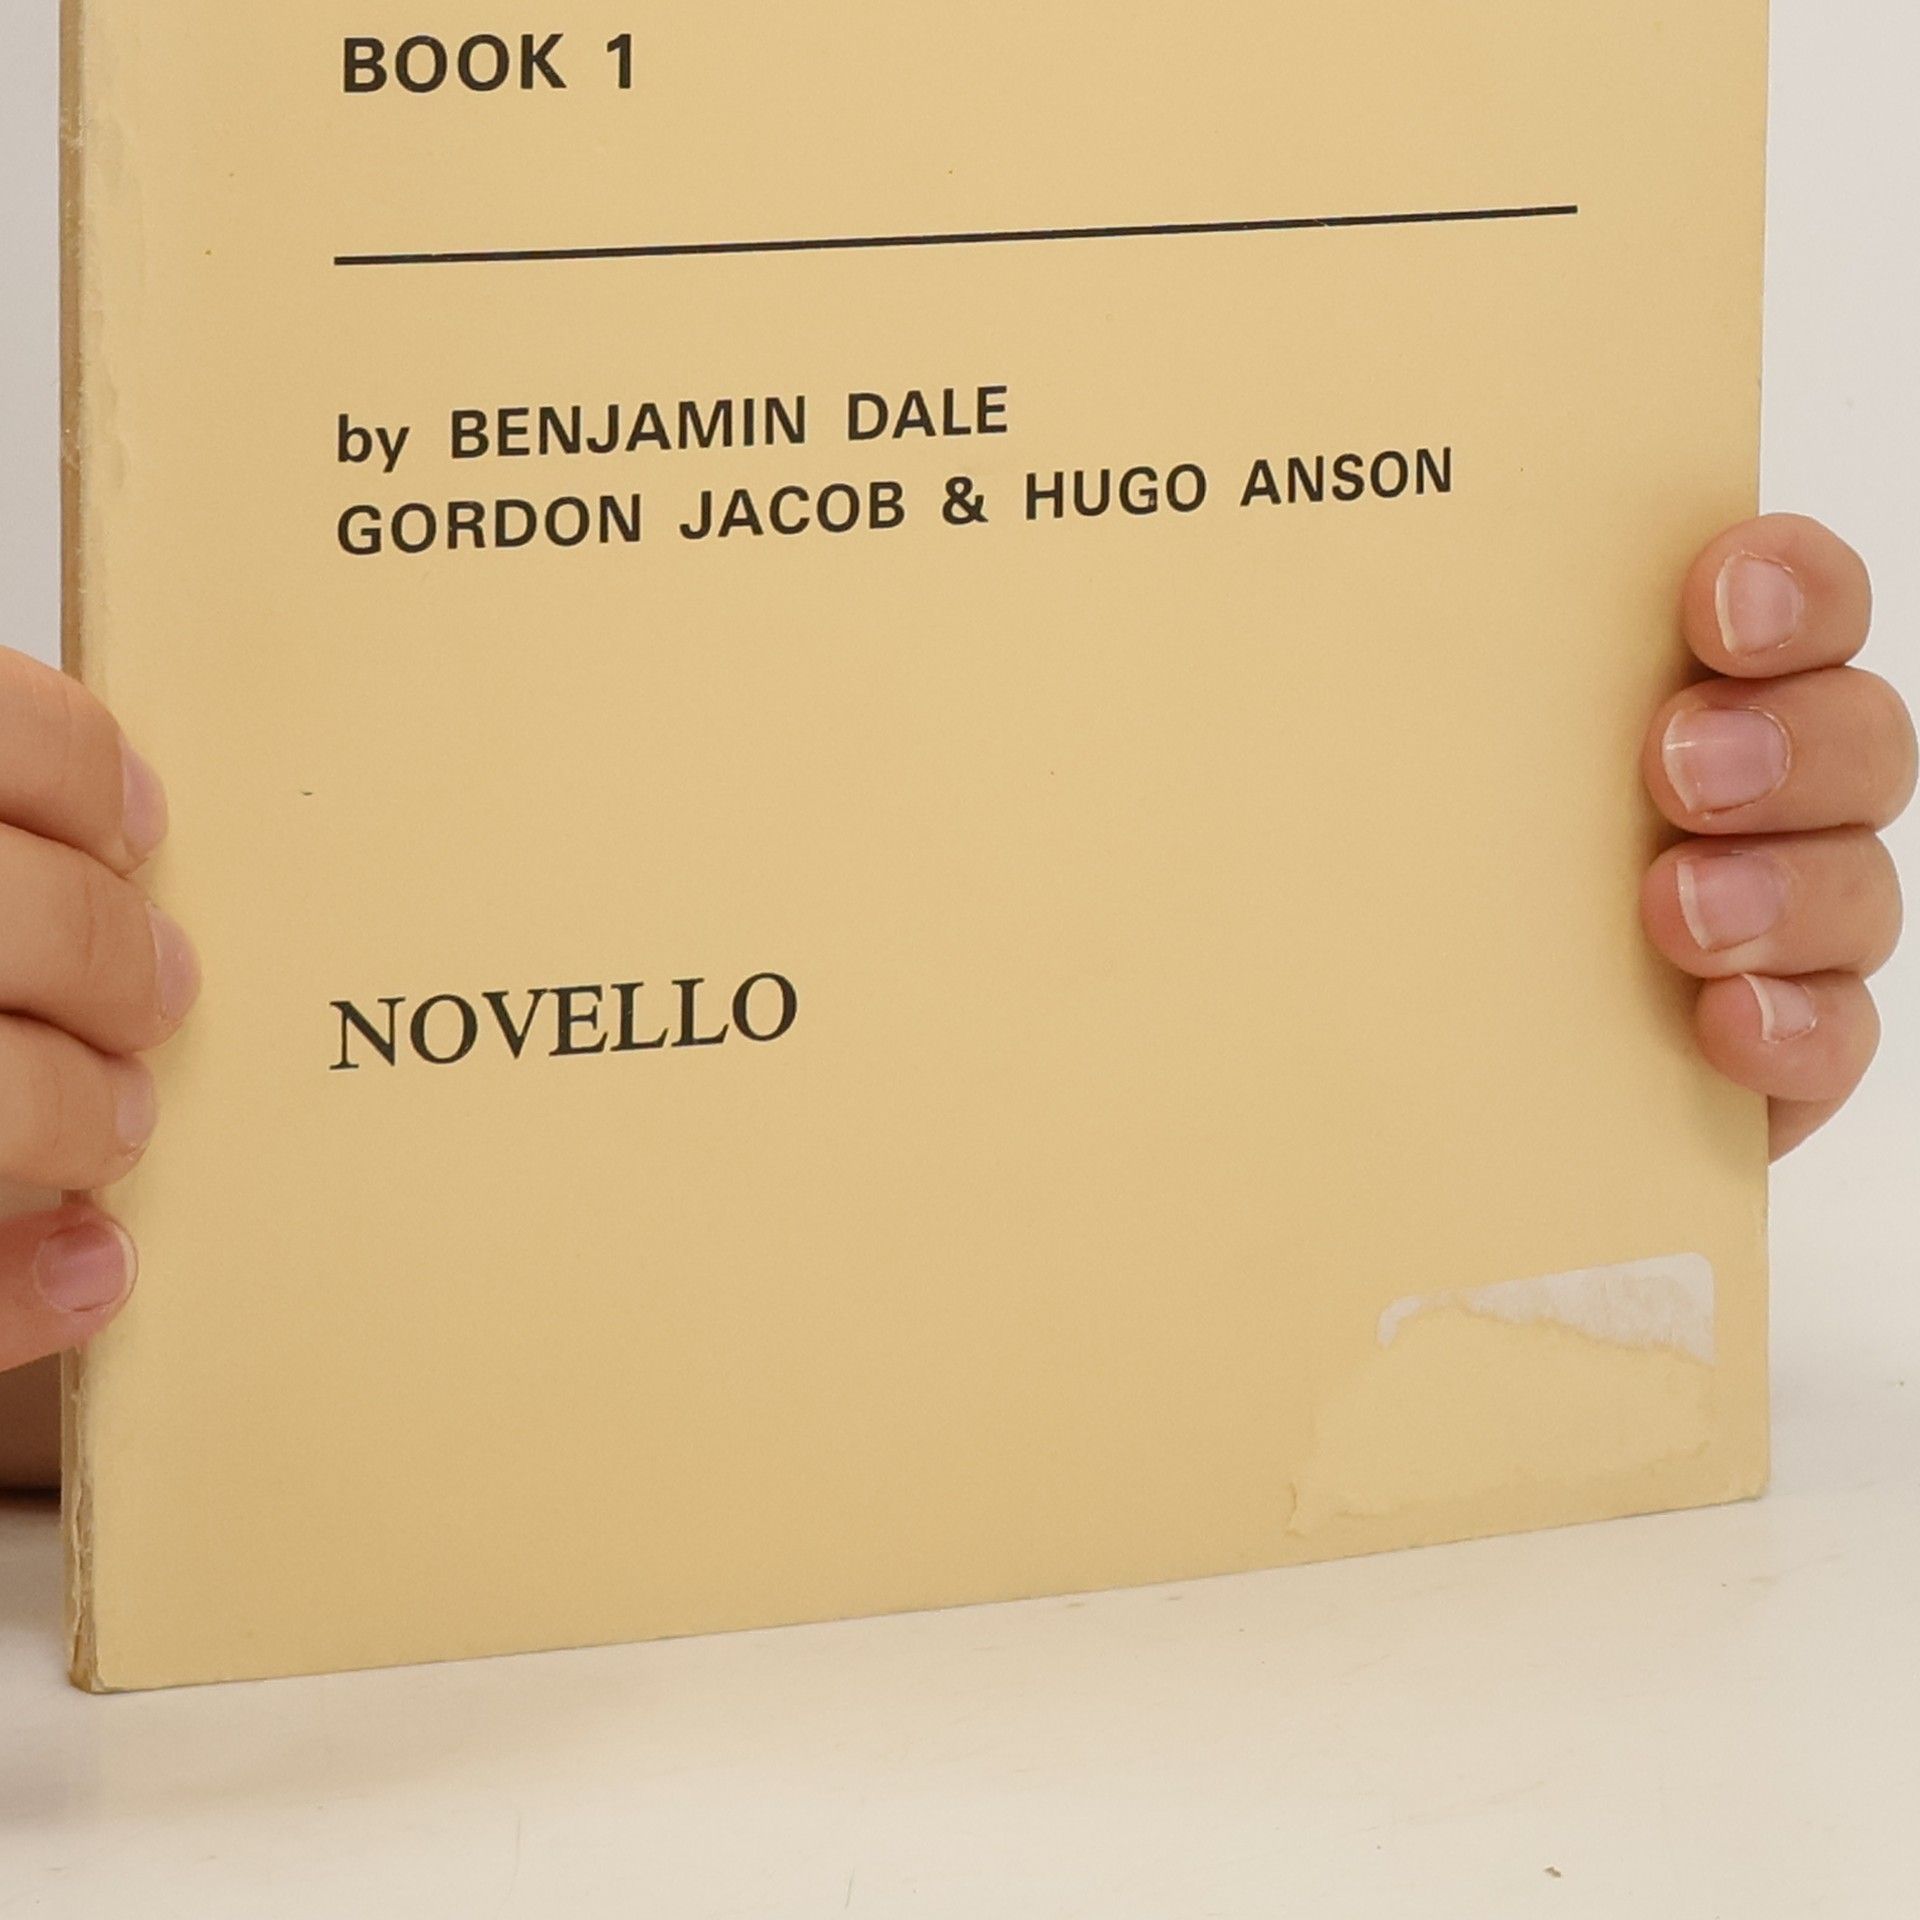 BOOK 1
by BENJAMIN DALE
GORDON JACOB & HUGO ANSON
NOVELLO